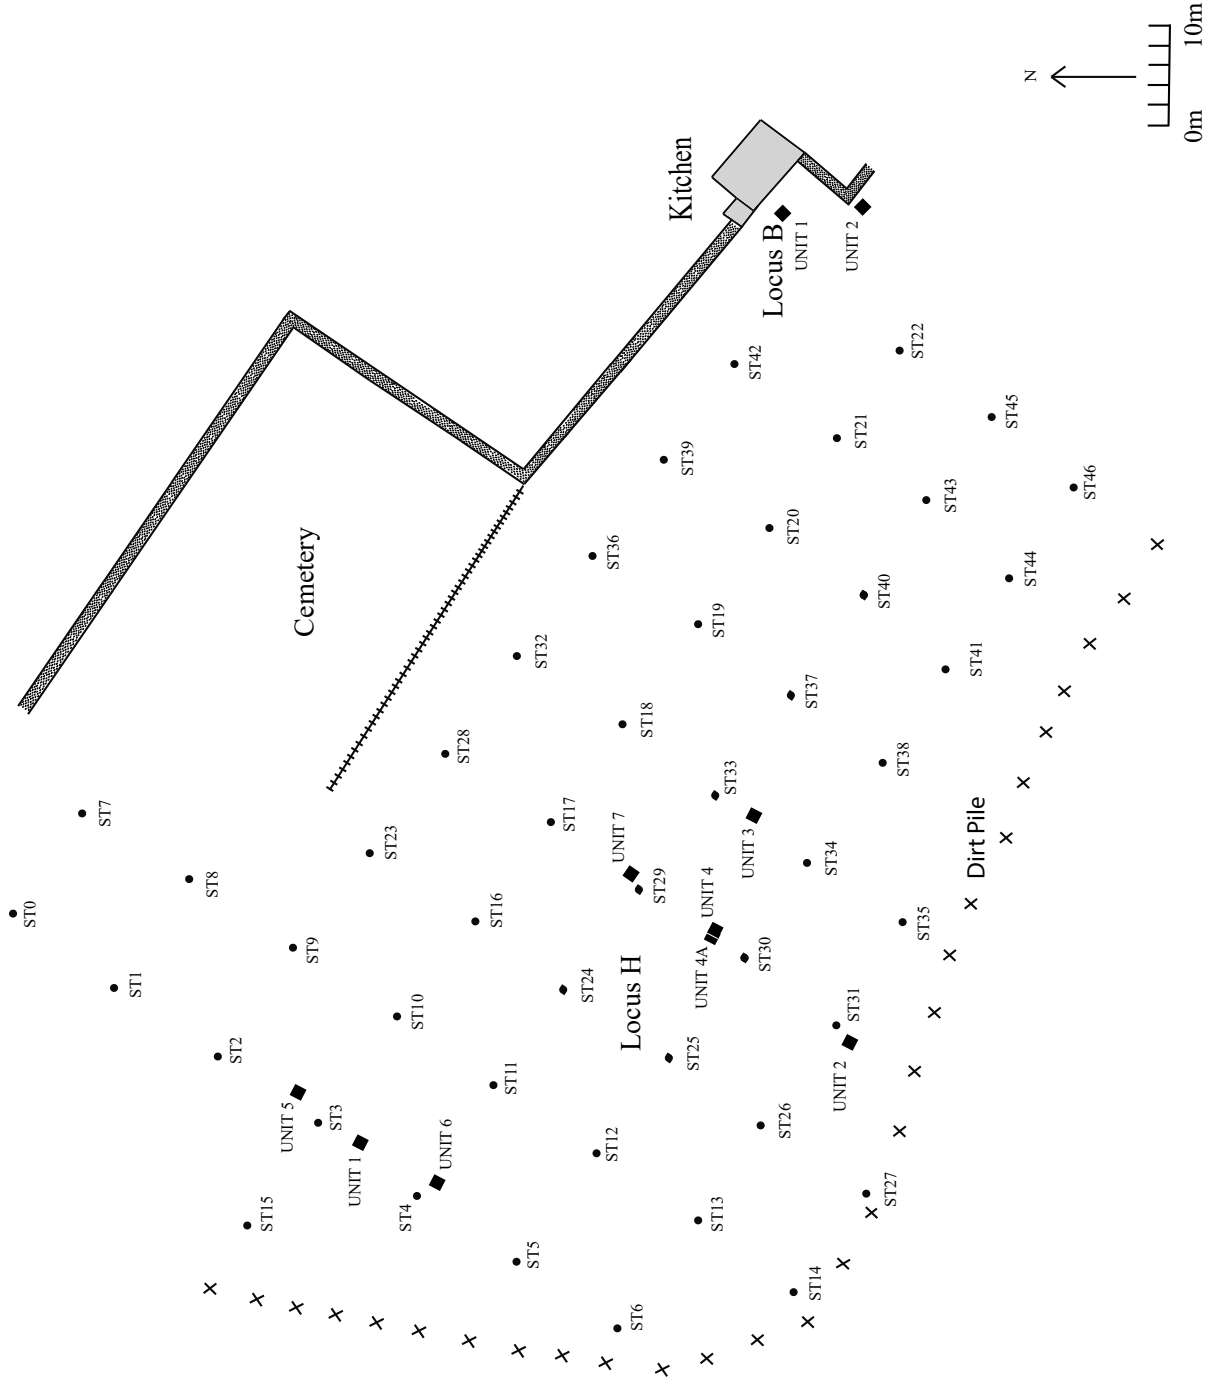 N
0m
10m
Kitchen
Locus B
UNIT 1
UNIT 2
Cemetery
ST42
ST22
ST39
ST21
ST45
ST36
ST20
ST43
ST46
ST32
ST19
ST40
ST44
ST28
ST18
ST37
ST41
ST7
ST23
ST17
UNIT 7
ST33
UNIT 3
ST38
Dirt Pile
ST0
ST8
ST16
ST29
UNIT 4
ST34
ST1
ST9
ST24
Locus H
UNIT 4A
ST30
ST35
ST2
ST10
ST25
ST31
UNIT 5
ST3
ST11
UNIT 2
UNIT 1
UNIT 6
ST12
ST26
ST15
ST4
ST13
ST27
ST5
ST14
ST6